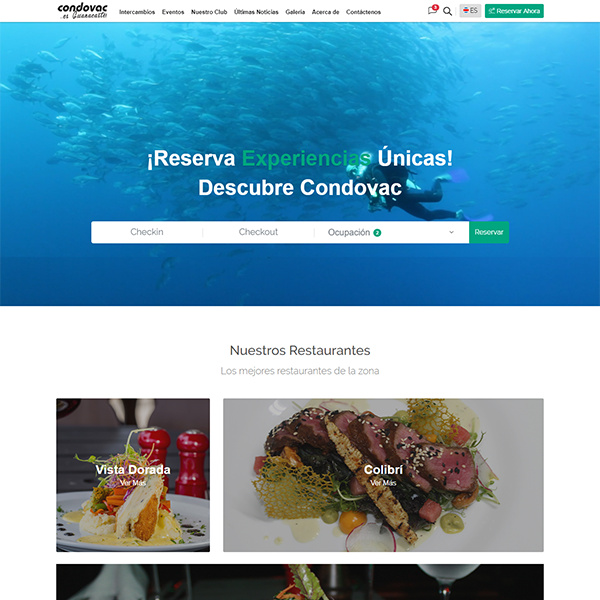 condovac
es Guanacaste
Intercambios Eventos Nuestro Club Últimas Noticias Galería Acerca de Contáctenos ES Reservar Ahora
¡Reserva Experiencias Únicas!
Descubre Condovac
Checkin Checkout Ocupación 2 Reservar
Nuestros Restaurantes
Los mejores restaurantes de la zona
Vista Dorada
Ver Más
Colibrí
Ver Más